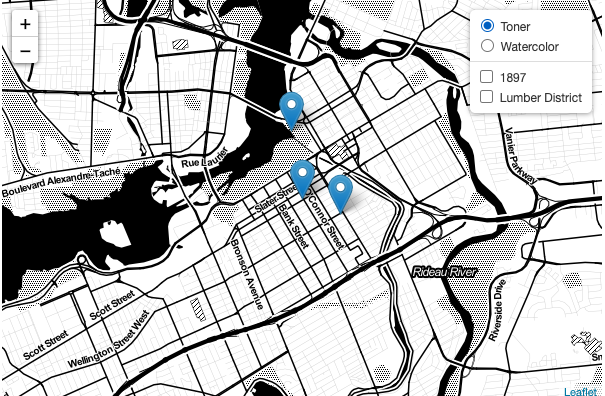 +
−
Toner
Watercolor
1897
Lumber District
Vanier Parkway
Rue Laurier
Boulevard Alexandre-Taché
Slater Street
Bank Street
Connor Street
Bronson Avenue
Rideau River
Riverside Drive
Scott Street
Scott Street
Wellington Street West
Leaflet